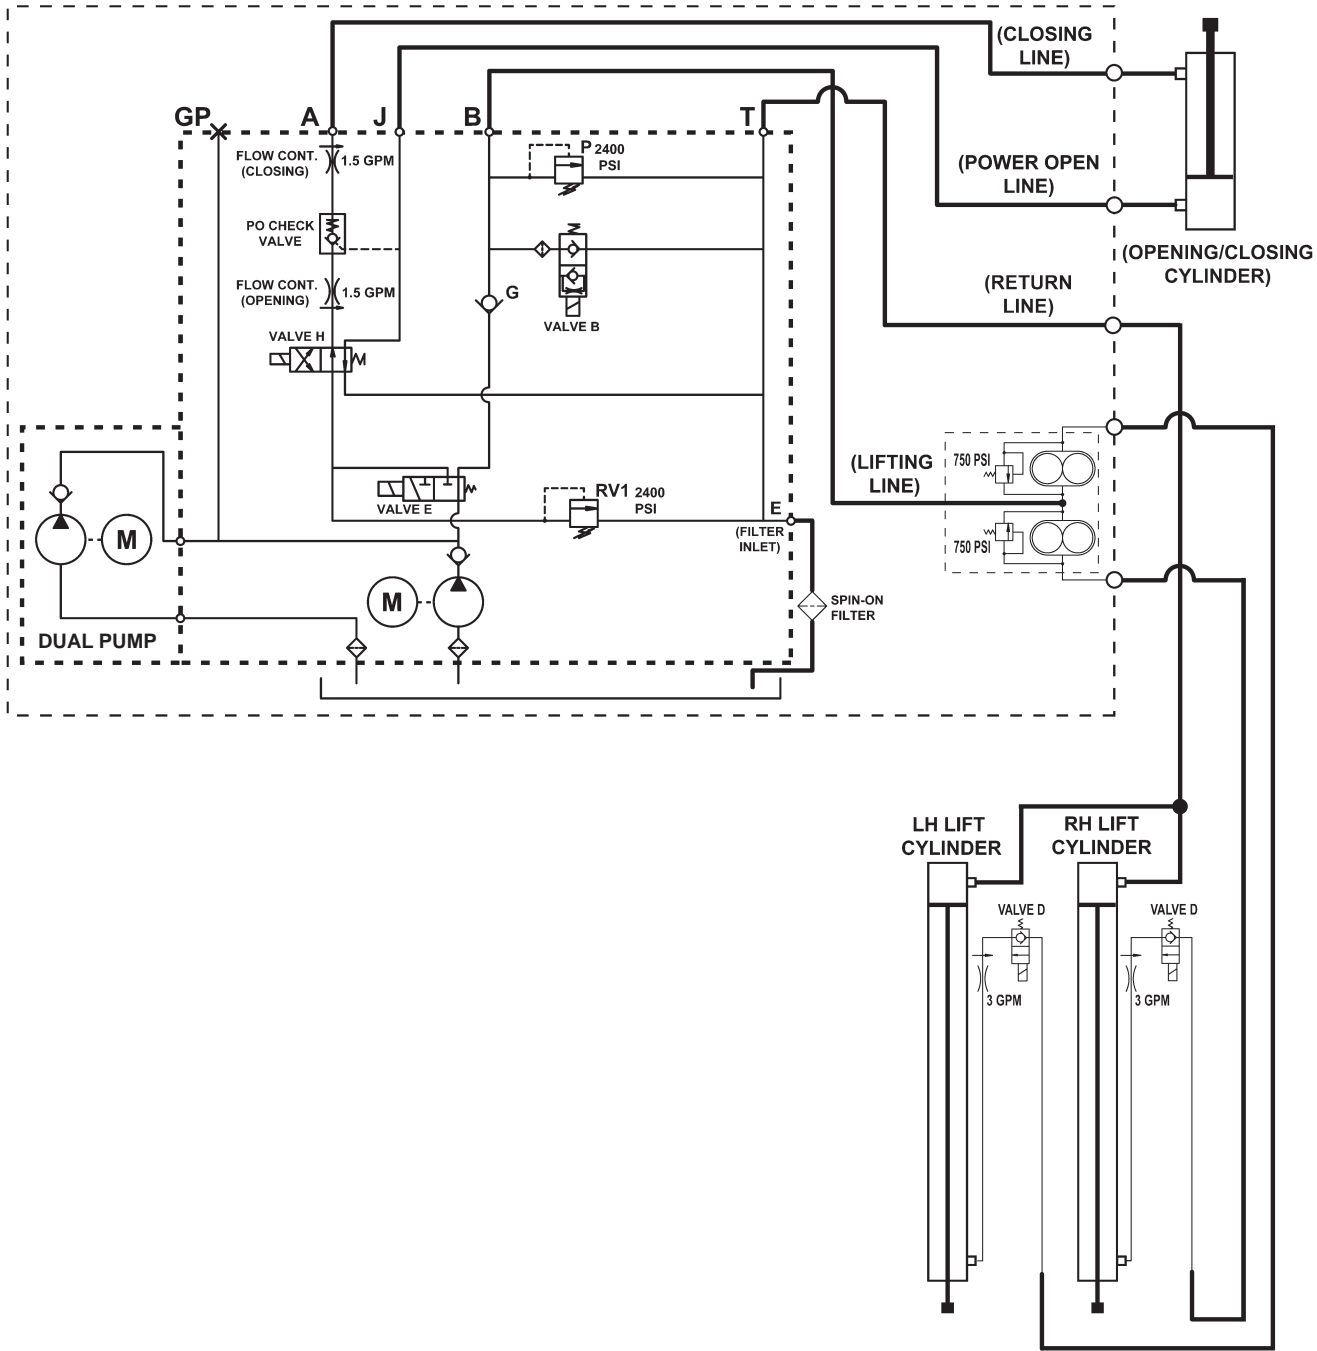 (CLOSING
LINE)
GP
A
J
B
T
FLOW CONT.
(CLOSING)
1.5 GPM
P 2400
PSI
(POWER OPEN
LINE)
PO CHECK
VALVE
(OPENING/CLOSING
CYLINDER)
FLOW CONT.
(OPENING)
1.5 GPM
G
(RETURN
LINE)
VALVE B
VALVE H
(LIFTING
LINE)
750 PSI
750 PSI
VALVE E
RV1 2400
PSI
E
(FILTER
INLET)
M
M
SPIN-ON
FILTER
DUAL PUMP
LH LIFT
CYLINDER
RH LIFT
CYLINDER
VALVE D
VALVE D
3 GPM
3 GPM